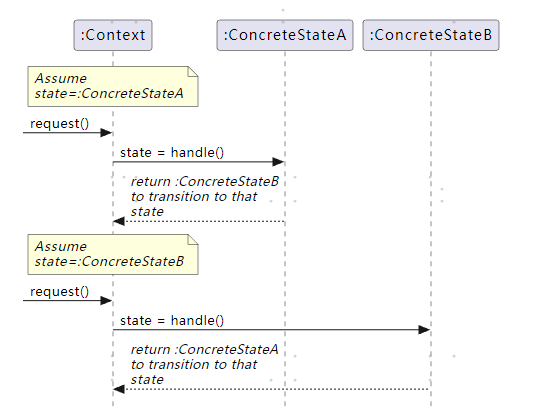 :Context
:ConcreteStateA
:ConcreteStateB
Assume
state=:ConcreteStateA
request()
state = handle()
return :ConcreteStateB
to transition to that
state
Assume
state=:ConcreteStateB
request()
state = handle()
return :ConcreteStateA
to transition to that
state